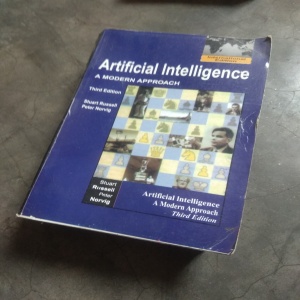 Artificial Intelligence
A MODERN APPROACH
Third Edition
Stuart Russell
Peter Norvig
Stuart
Russell
Peter
Norvig
Artificial Intelligence
A Modern Approach
Third Edition